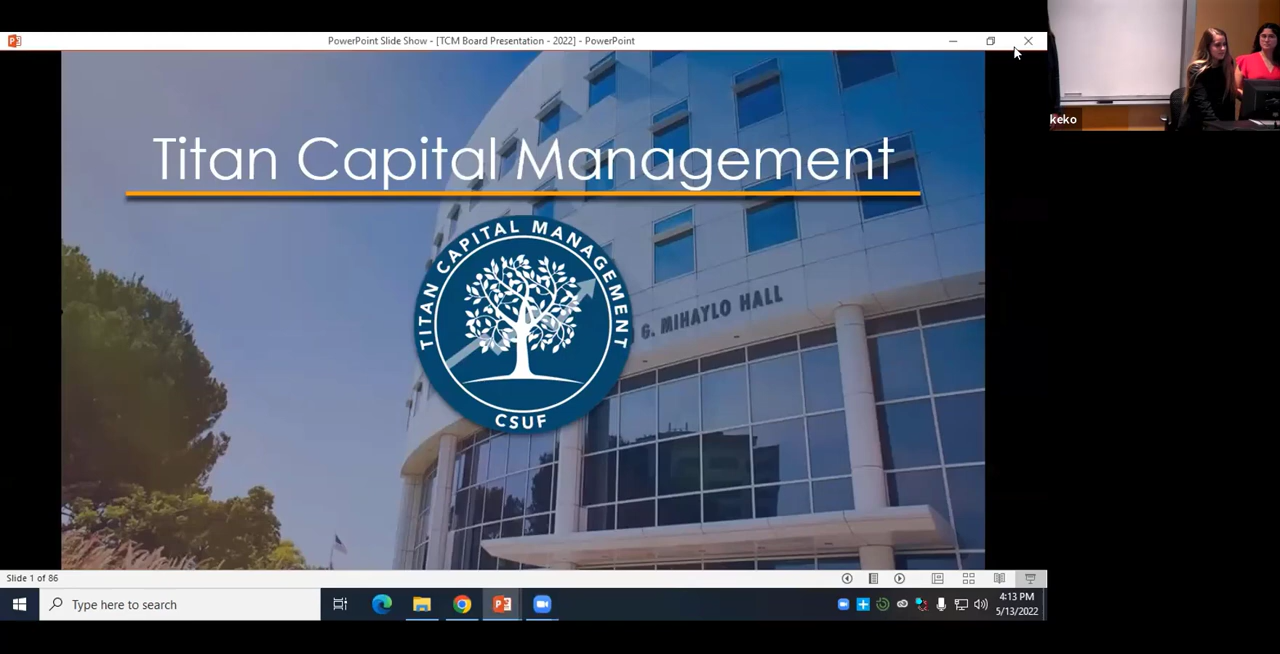 PowerPoint Slide Show - [TCM Board Presentation - 2022] - PowerPoint
keko
Titan Capital Management
TITAN CAPITAL MANAGEMENT
CSUF
G. MIHAYLO HALL
Slide 1 of 86
Type here to search
4:13 PM
5/13/2022